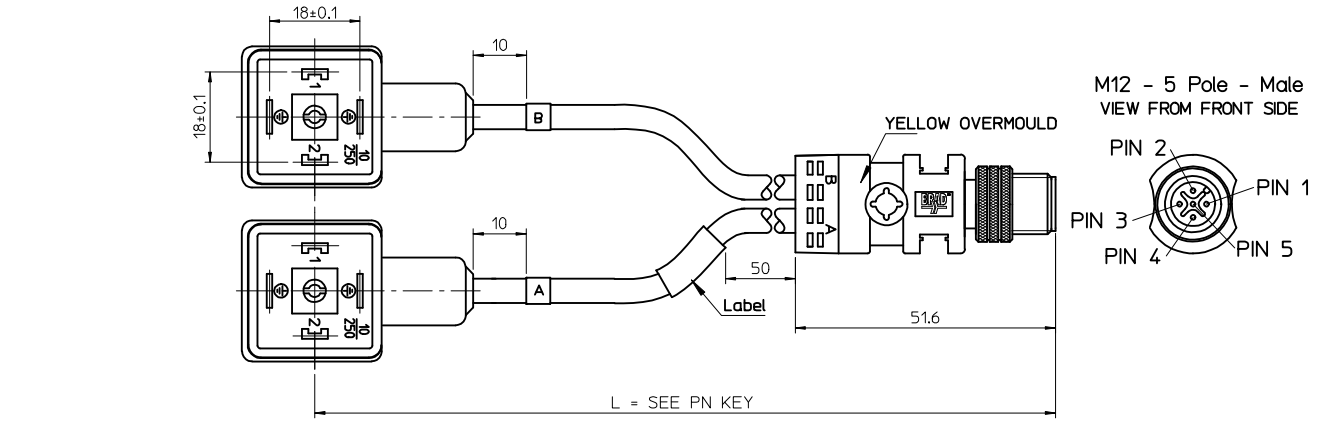 18±0.1
18±0.1
1
2
10
250
10
B
YELLOW OVERMOULD
B
A
M12 - 5 Pole - Male
VIEW FROM FRONT SIDE
PIN 2
PIN 1
PIN 3
PIN 4
PIN 5
1
2
10
250
10
A
50
Label
51.6
L = SEE PN KEY